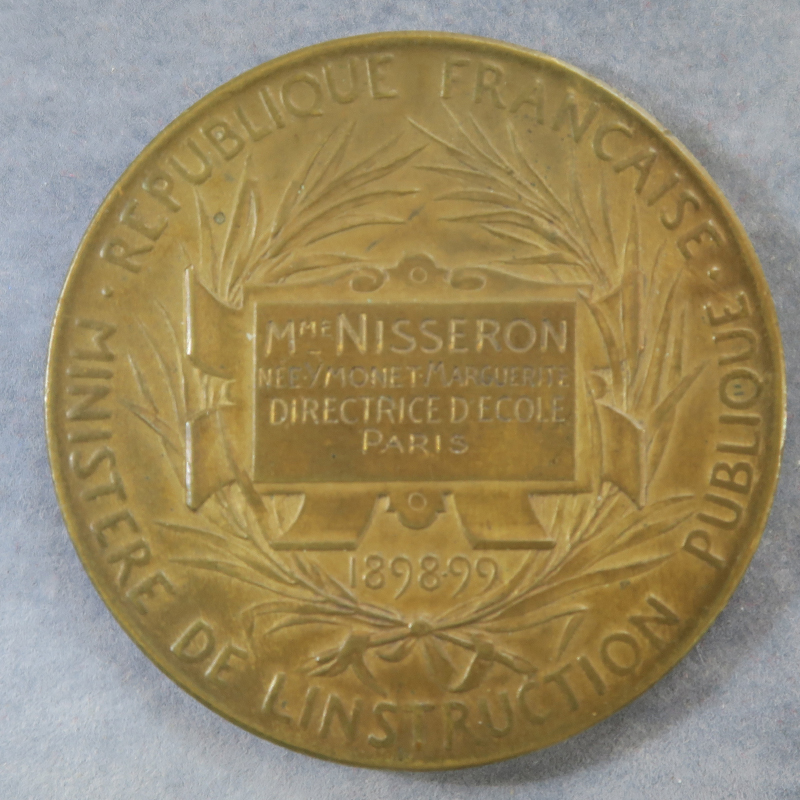 REPUBLIQUE FRANCAISE
MINISTERE DE L'INSTRUCTION PUBLIQUE
MME NISSERON
NÉE·YMONET·MARGUERITE
DIRECTRICE D'ECOLE
PARIS
1898·99